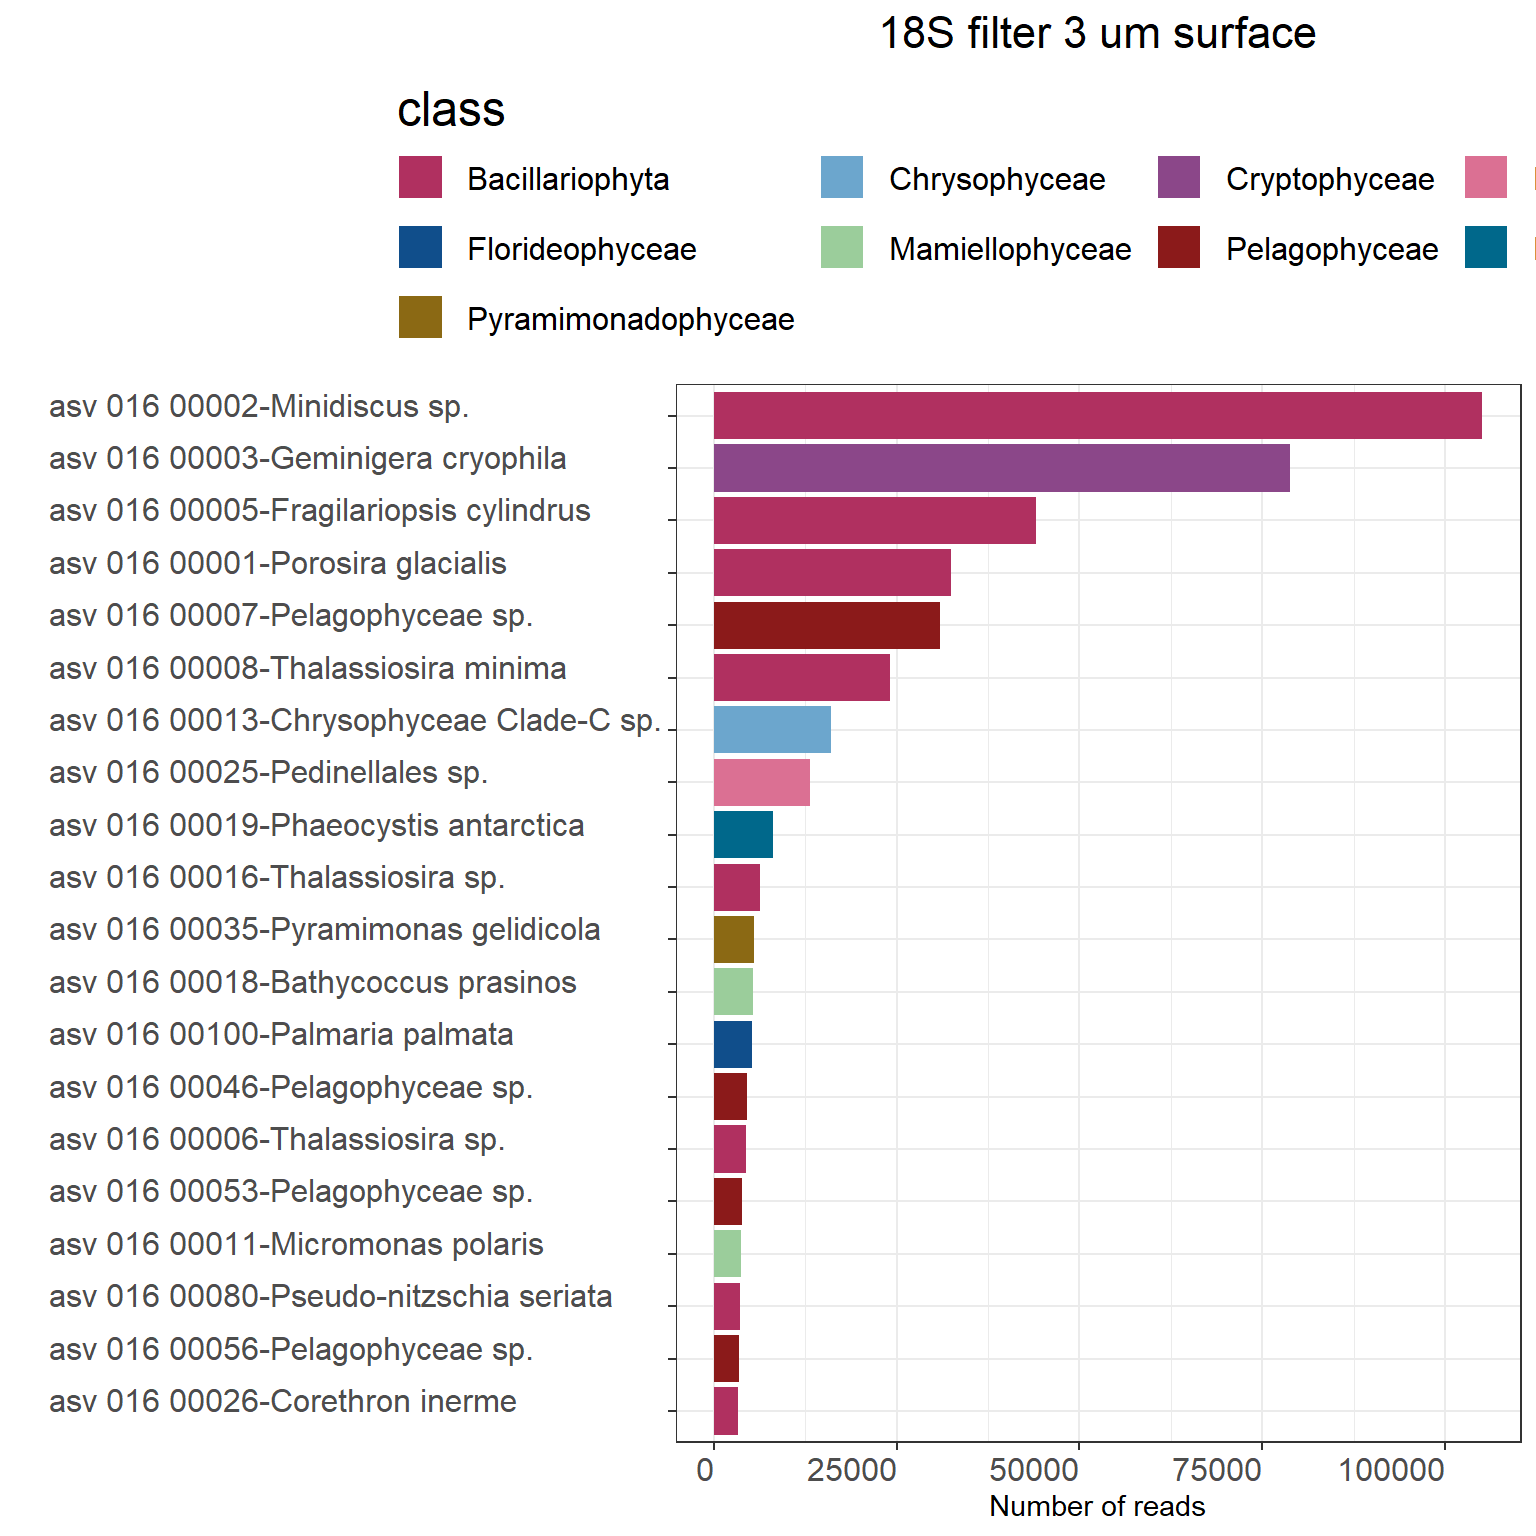 18S filter 3 um surface
class
Bacillariophyta Chrysophyceae Cryptophyceae
Florideophyceae Mamiellophyceae Pelagophyceae
Pyramimonadophyceae
asv 016 00002-Minidiscus sp.
asv 016 00003-Geminigera cryophila
asv 016 00005-Fragilariopsis cylindrus
asv 016 00001-Porosira glacialis
asv 016 00007-Pelagophyceae sp.
asv 016 00008-Thalassiosira minima
asv 016 00013-Chrysophyceae Clade-C sp.
asv 016 00025-Pedinellales sp.
asv 016 00019-Phaeocystis antarctica
asv 016 00016-Thalassiosira sp.
asv 016 00035-Pyramimonas gelidicola
asv 016 00018-Bathycoccus prasinos
asv 016 00100-Palmaria palmata
asv 016 00046-Pelagophyceae sp.
asv 016 00006-Thalassiosira sp.
asv 016 00053-Pelagophyceae sp.
asv 016 00011-Micromonas polaris
asv 016 00080-Pseudo-nitzschia seriata
asv 016 00056-Pelagophyceae sp.
asv 016 00026-Corethron inerme
0 25000 50000 75000 100000
Number of reads